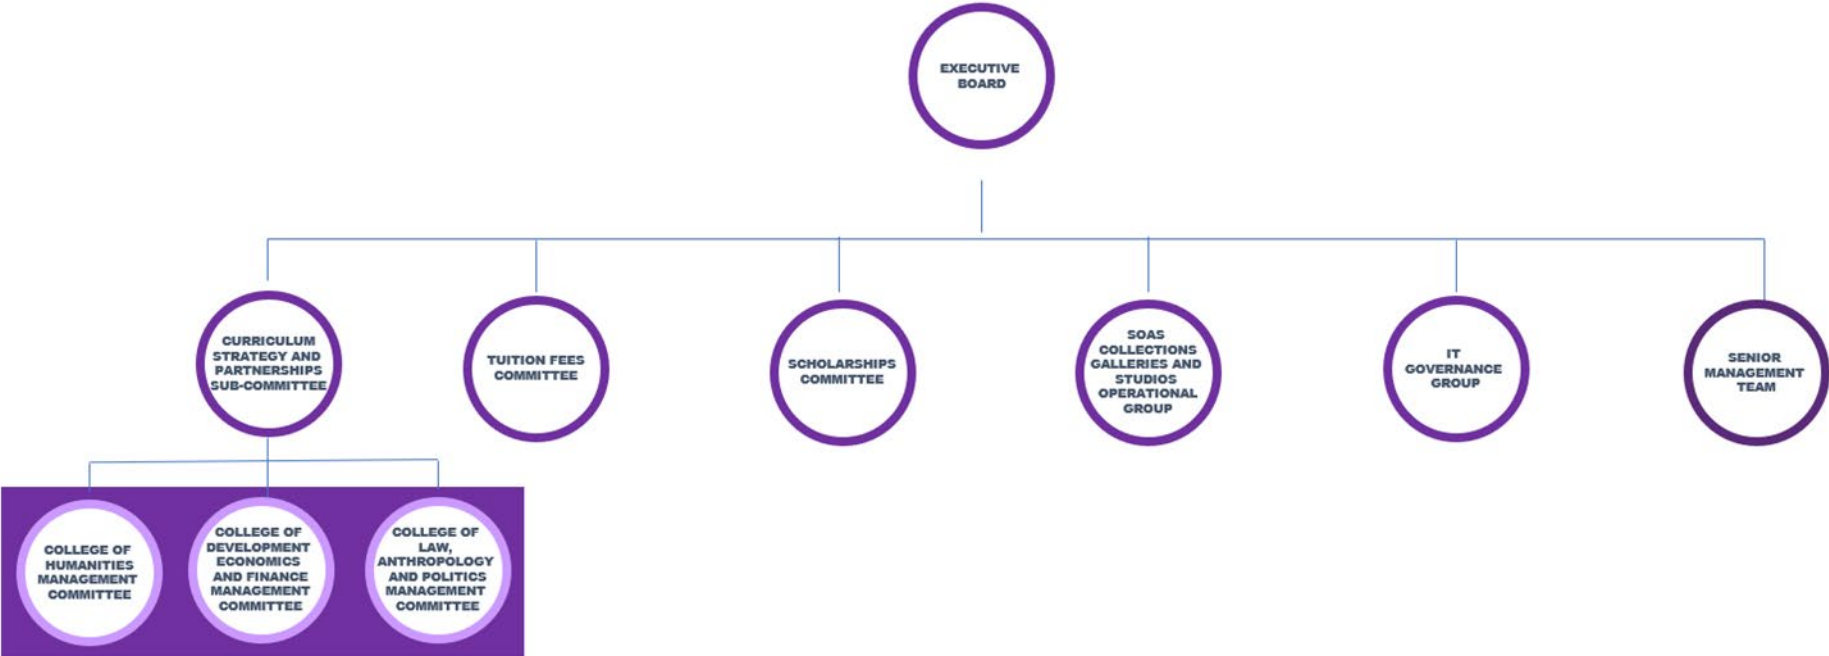 EXECUTIVE
BOARD
CURRICULUM
STRATEGY AND
PARTNERSHIPS
SUB-COMMITTEE
TUITION FEES
COMMITTEE
SCHOLARSHIPS
COMMITTEE
SOAS
COLLECTIONS
GALLERIES AND
STUDIOS
OPERATIONAL
GROUP
IT
GOVERNANCE
GROUP
SENIOR
MANAGEMENT
TEAM
COLLEGE OF
HUMANITIES
MANAGEMENT
COMMITTEE
COLLEGE OF
DEVELOPMENT
ECONOMICS
AND FINANCE
MANAGEMENT
COMMITTEE
COLLEGE OF
LAW,
ANTHROPOLOGY
AND POLITICS
MANAGEMENT
COMMITTEE